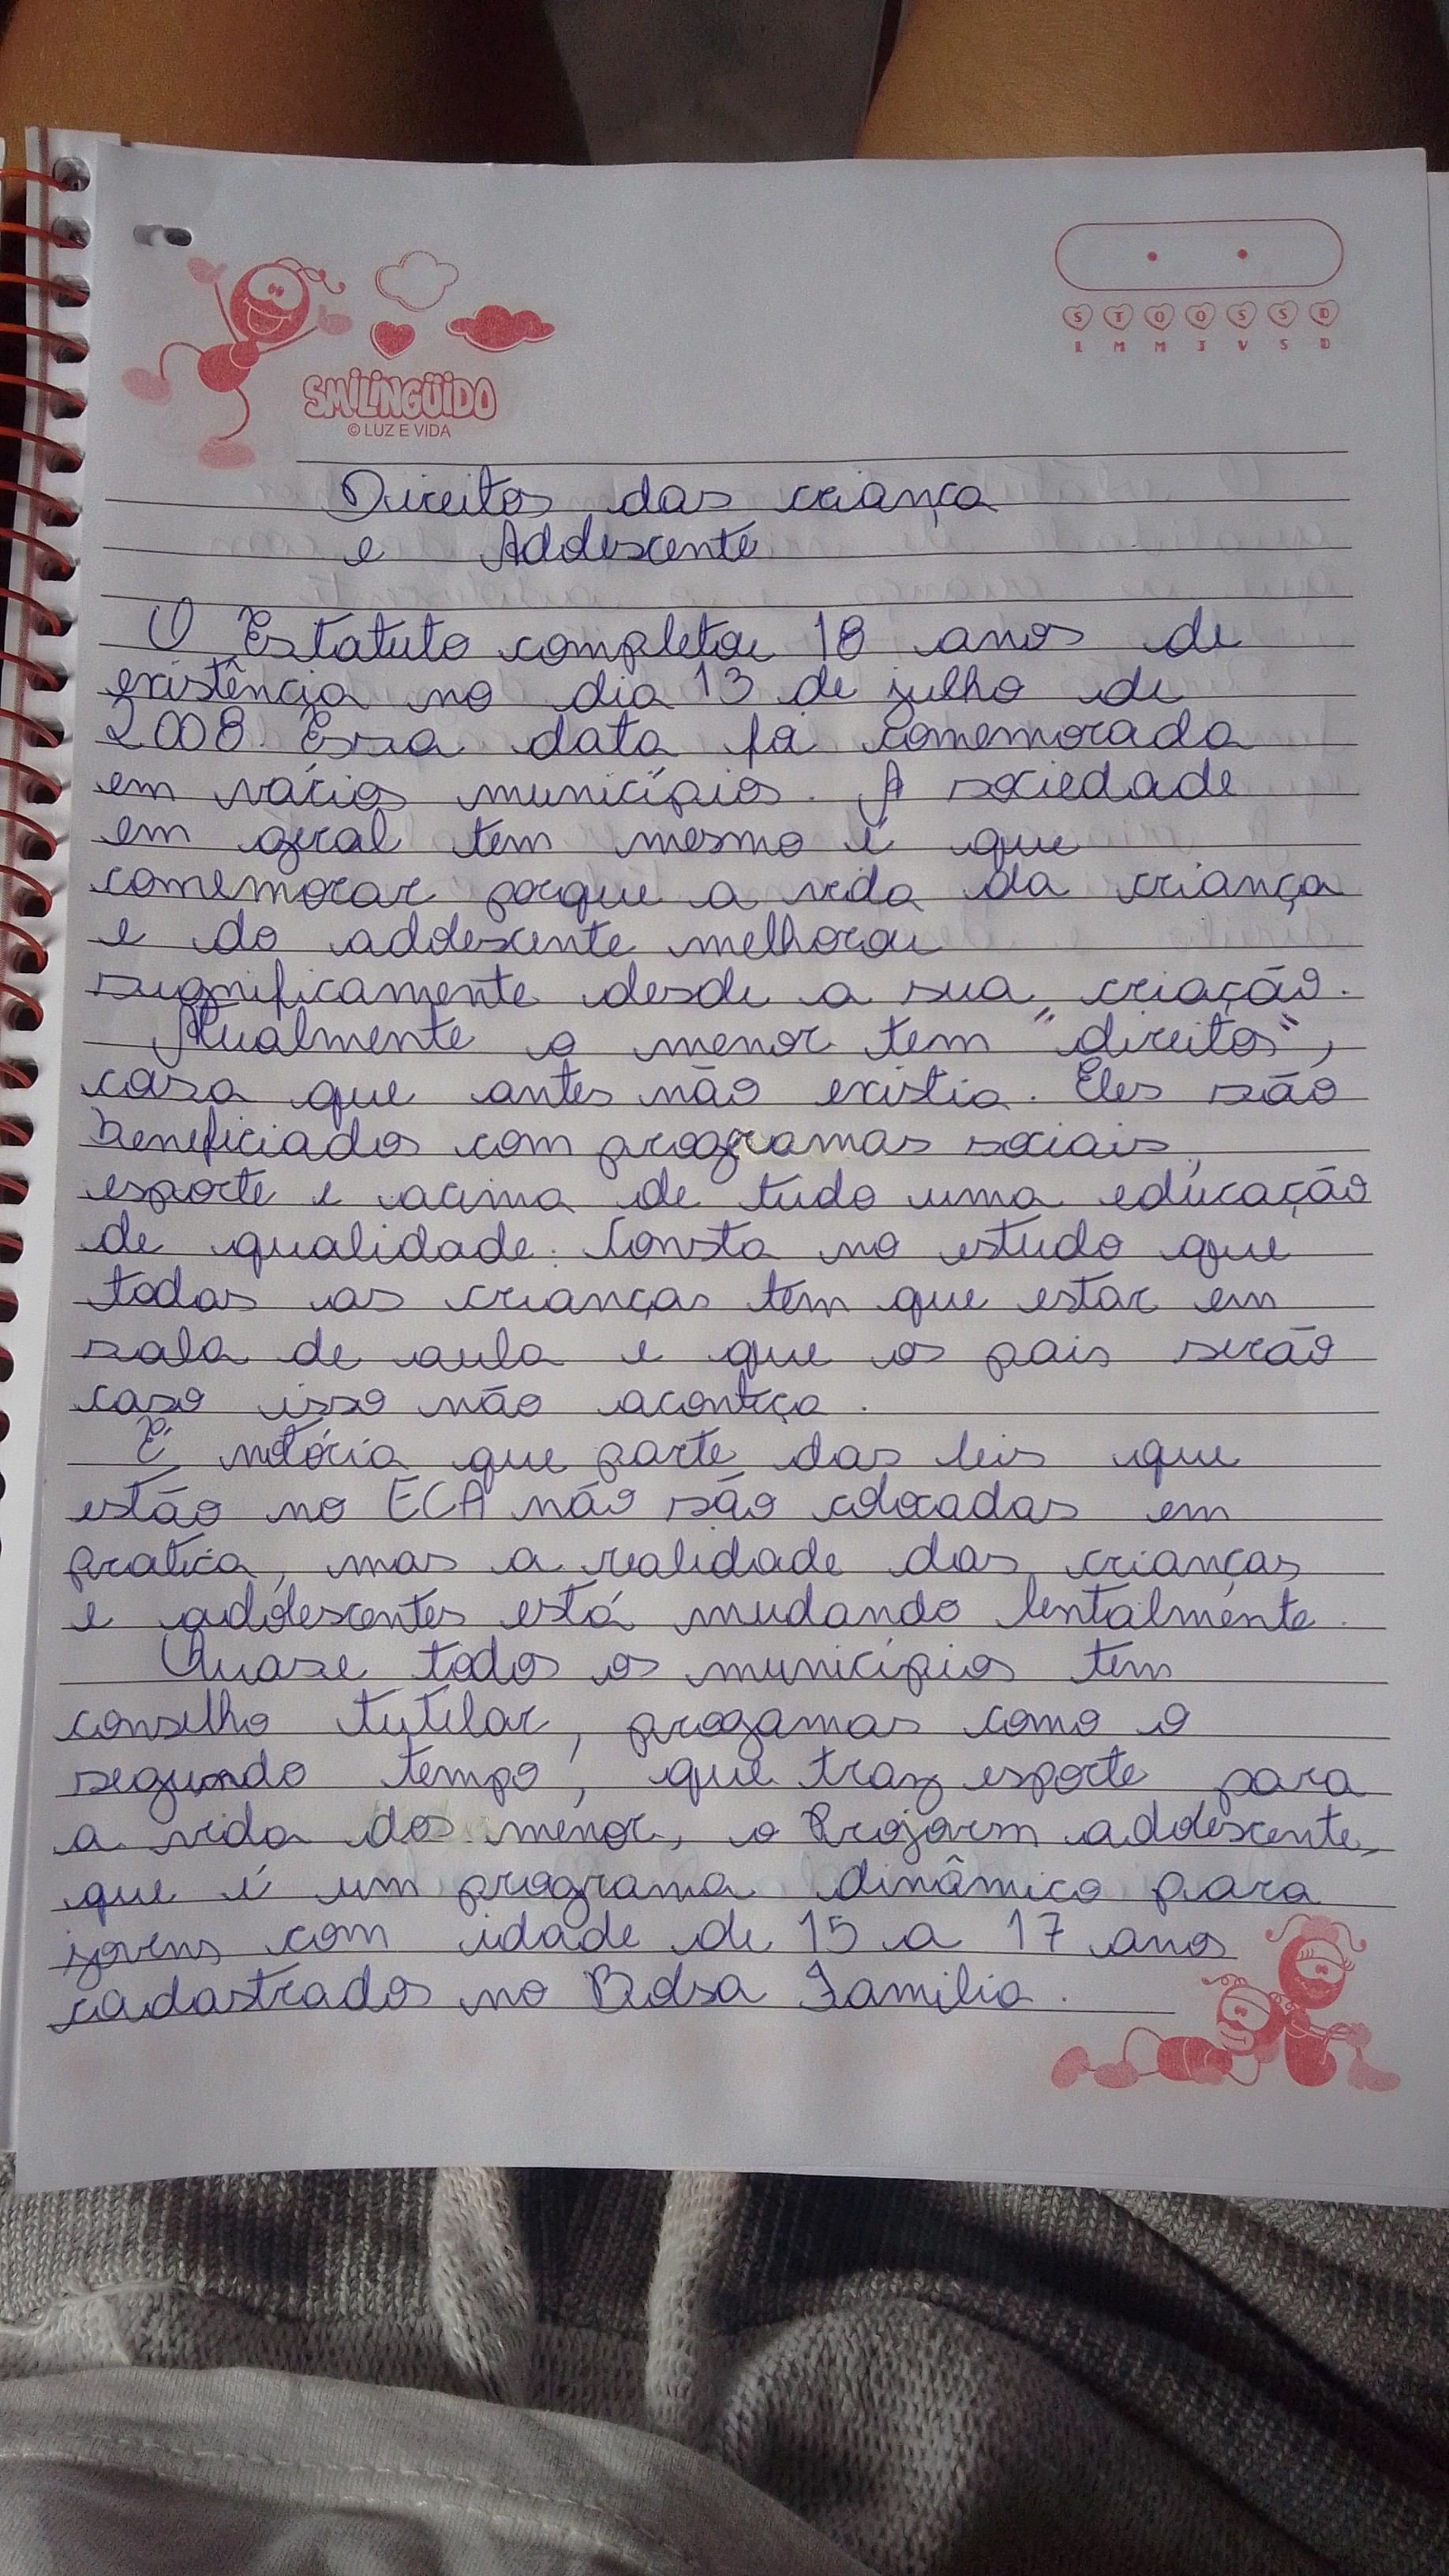 S T Q Q S S D
L M M J V S D
SMILINGÜIDO
© LUZ E VIDA
Direitos das criança
e Adolescente
O Estatuto completou 18 anos de
existência no dia 13 de julho de
2008. Essa data foi comemorada
em vários municípios. A sociedade
em geral tem mesmo é que
comemorar porque a vida da criança
e do adolescente melhorou
significamente desde a sua criação.
Atualmente o menor tem "direitos",
coisa que antes não existia. Eles são
beneficiados com programas sociais,
esporte e acima de tudo uma educação
de qualidade. Consta no estudo que
todas as crianças tem que estar em
sala de aula e que os pais serão
caso isso não aconteça.
É notória que parte das leis que
estão no ECA não são colocadas em
pratica, mas a realidade das crianças
e adolescentes está mudando lentalmente.
Quase todos os municípios tem
conselho tutelar, progamas como o
segundo tempo, que traz esporte para
a vida dos menor, o Projovem adolescente,
que é um programa dinâmico para
jovens com idade de 15 a 17 anos
cadastrados no Bolsa Familia.